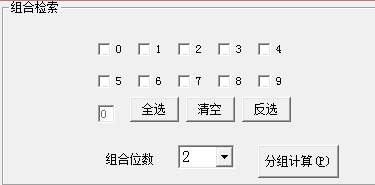 组合检索
0 1 2 3 4
5 6 7 8 9
0 全选 清空 反选
组合位数 2 分组计算(P)